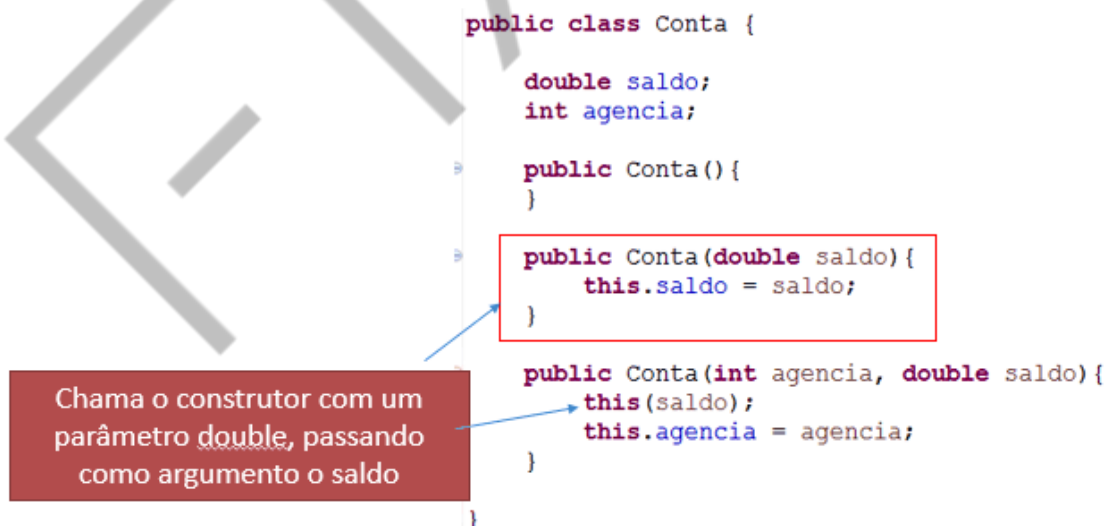 public class Conta {
double saldo;
int agencia;
public Conta(){
}
public Conta(double saldo){
this.saldo = saldo;
}
public Conta(int agencia, double saldo){
this(saldo);
this.agencia = agencia;
}
}
Chama o construtor com um
parâmetro double, passando
como argumento o saldo